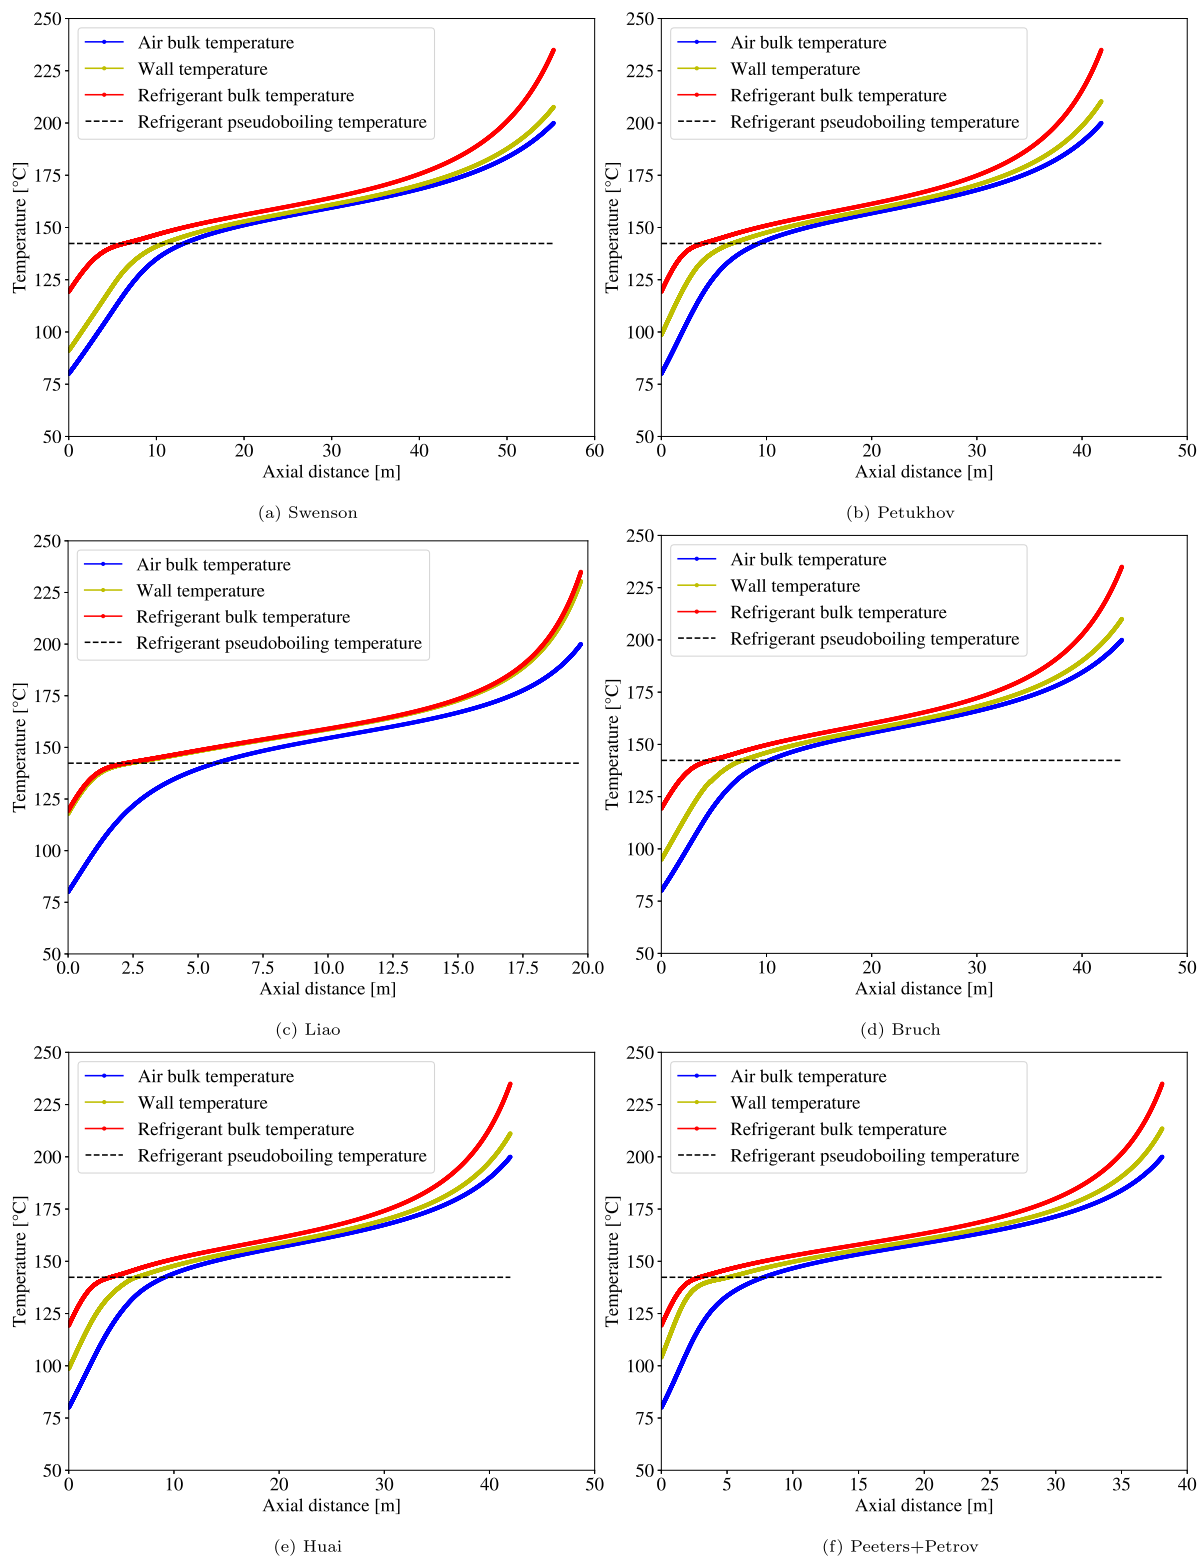 250
225
200
175
150
125
100
75
50
Temperature [°C]
Air bulk temperature
Wall temperature
Refrigerant bulk temperature
Refrigerant pseudoboiling temperature
0 10 20 30 40 50 60
Axial distance [m]
(a) Swenson
250
225
200
175
150
125
100
75
50
Temperature [°C]
Air bulk temperature
Wall temperature
Refrigerant bulk temperature
Refrigerant pseudoboiling temperature
0 10 20 30 40 50
Axial distance [m]
(b) Petukhov
250
225
200
175
150
125
100
75
50
Temperature [°C]
Air bulk temperature
Wall temperature
Refrigerant bulk temperature
Refrigerant pseudoboiling temperature
0.0 2.5 5.0 7.5 10.0 12.5 15.0 17.5 20.0
Axial distance [m]
(c) Liao
250
225
200
175
150
125
100
75
50
Temperature [°C]
Air bulk temperature
Wall temperature
Refrigerant bulk temperature
Refrigerant pseudoboiling temperature
0 10 20 30 40 50
Axial distance [m]
(d) Bruch
250
225
200
175
150
125
100
75
50
Temperature [°C]
Air bulk temperature
Wall temperature
Refrigerant bulk temperature
Refrigerant pseudoboiling temperature
0 10 20 30 40 50
Axial distance [m]
(e) Huai
250
225
200
175
150
125
100
75
50
Temperature [°C]
Air bulk temperature
Wall temperature
Refrigerant bulk temperature
Refrigerant pseudoboiling temperature
0 5 10 15 20 25 30 35 40
Axial distance [m]
(f) Peeters+Petrov